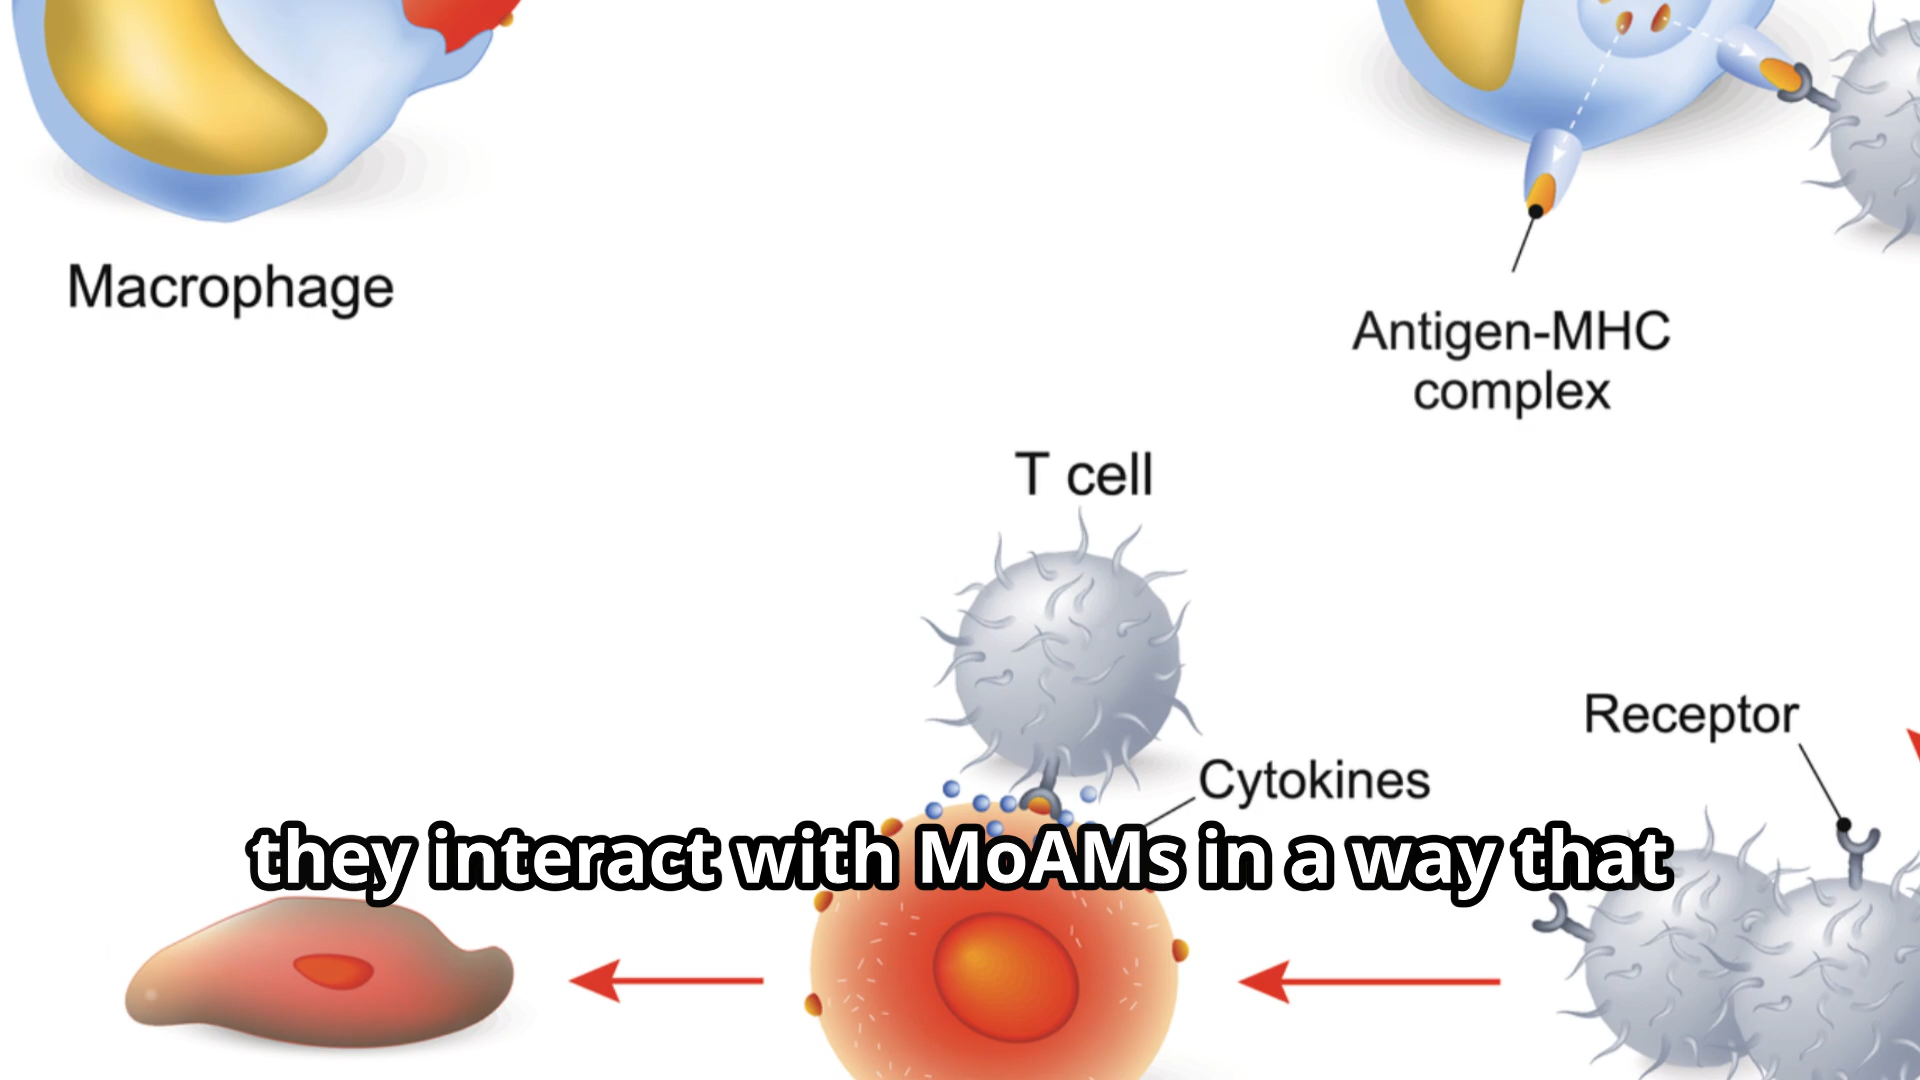 Macrophage
Antigen-MHC
complex
T cell
Receptor
Cytokines
they interact with MoAMs in a way that